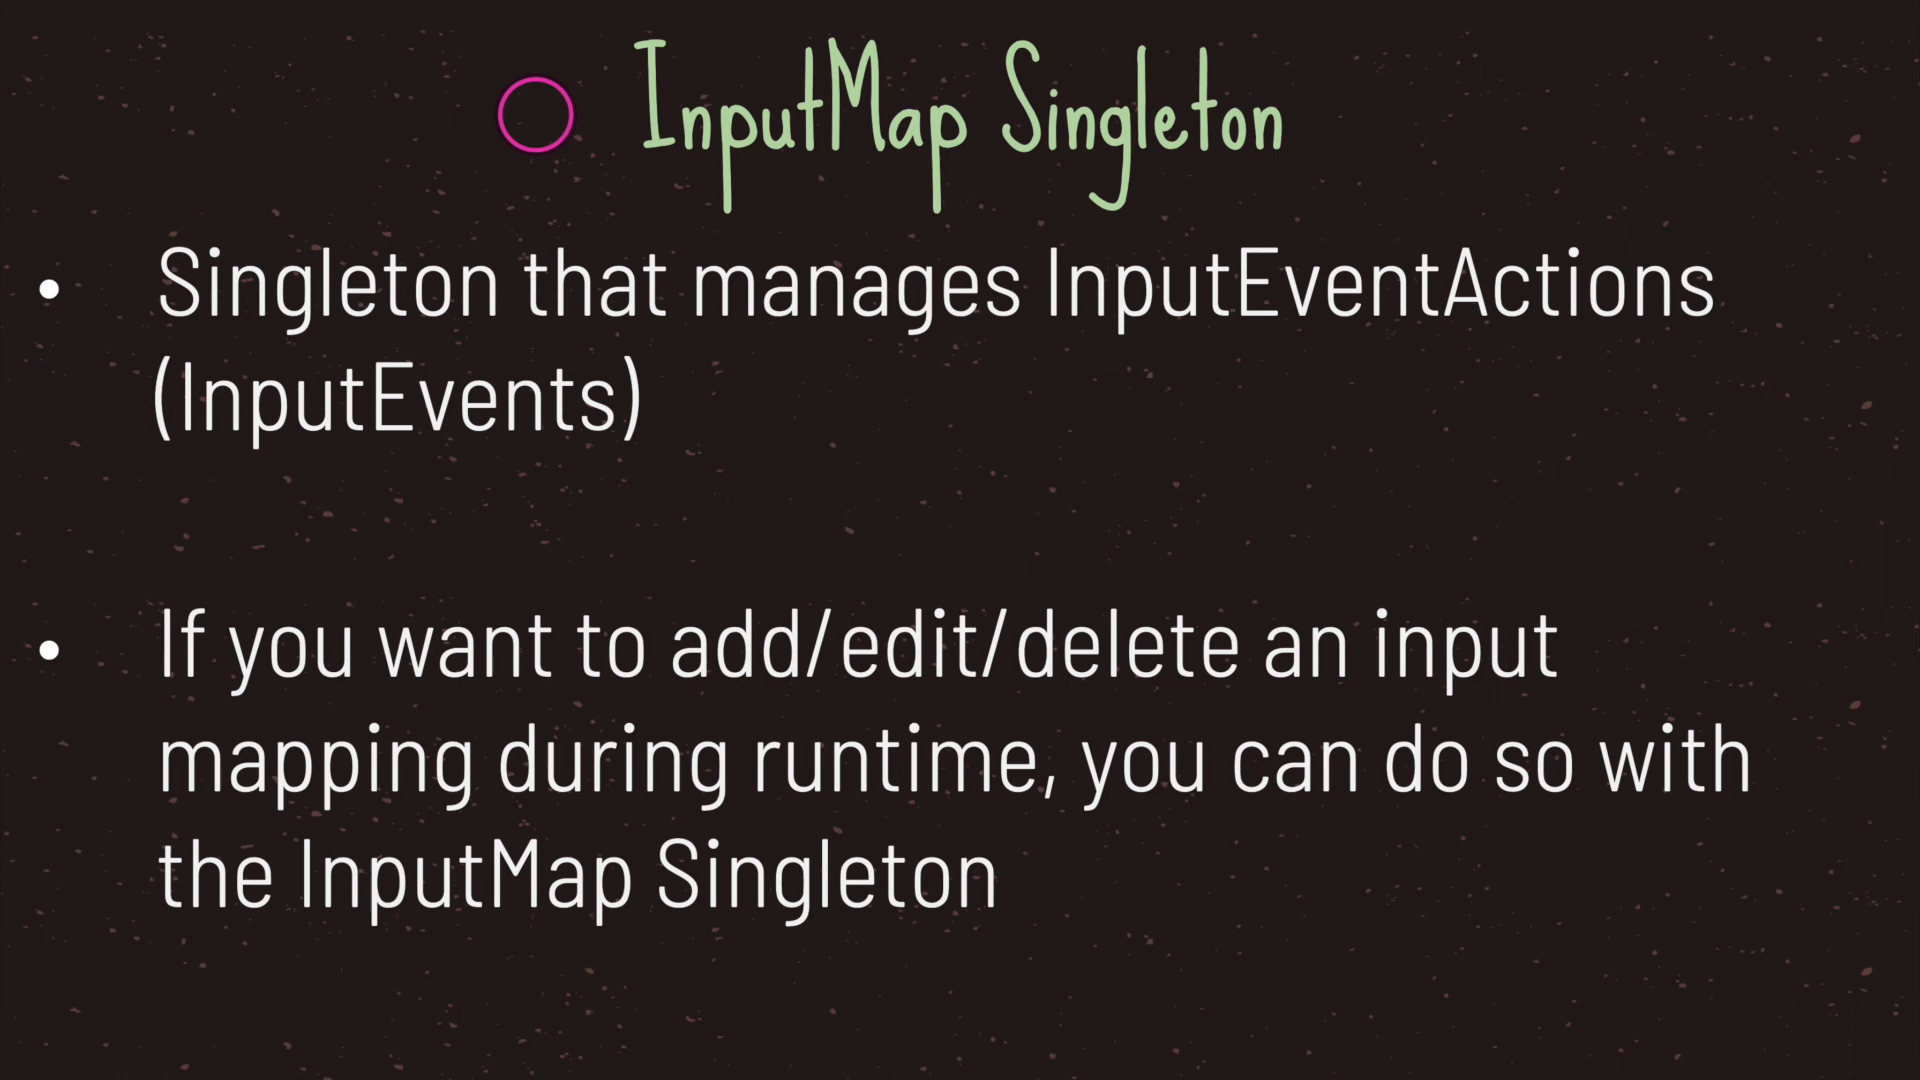 InputMap Singleton
• Singleton that manages InputEventActions
(InputEvents)
• If you want to add/edit/delete an input
mapping during runtime, you can do so with
the InputMap Singleton